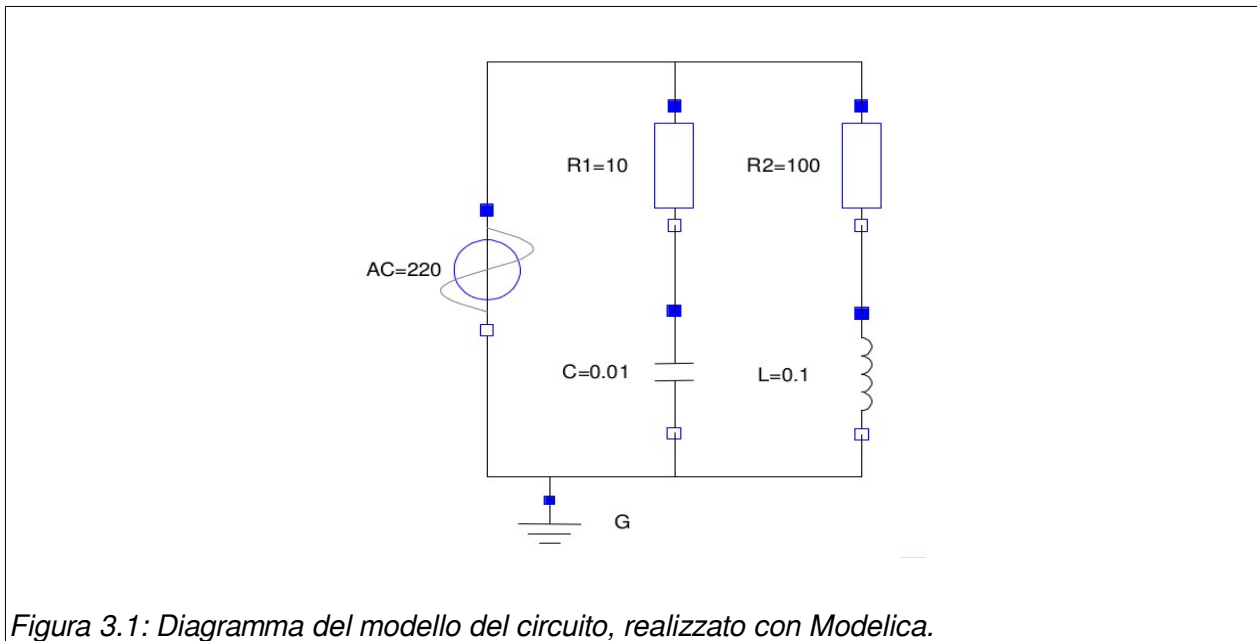 R1=10
R2=100
AC=220
C=0.01
L=0.1
G
Figura 3.1: Diagramma del modello del circuito, realizzato con Modelica.